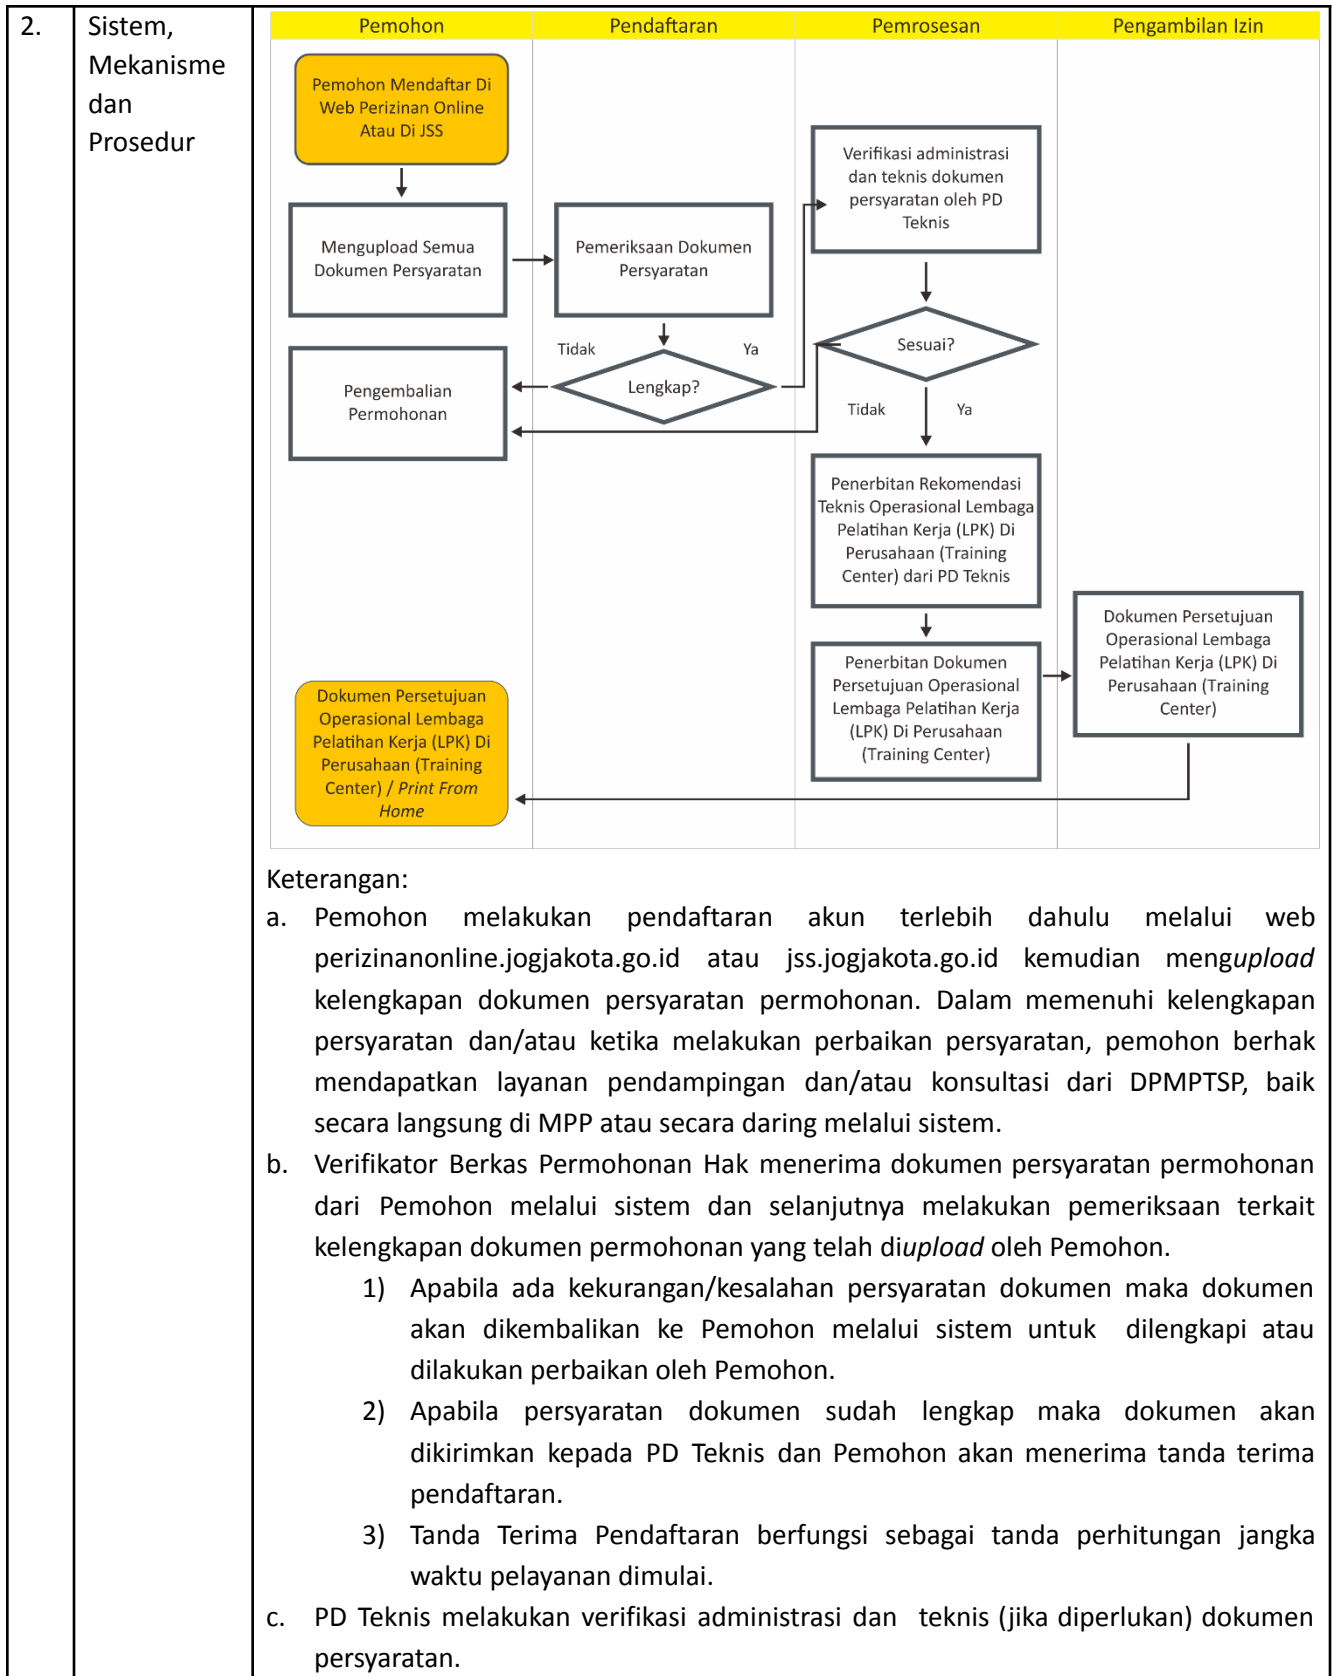 2.
Sistem,
Mekanisme
dan
Prosedur
Pemohon
Pendaftaran
Pemrosesan
Pengambilan Izin
Pemohon Mendaftar Di
Web Perizinan Online
Atau Di JSS
Mengupload Semua
Dokumen Persyaratan
Pemeriksaan Dokumen
Persyaratan
Verifikasi administrasi
dan teknis dokumen
persyaratan oleh PD
Teknis
Tidak
Ya
Lengkap?
Sesuai?
Pengembalian
Permohonan
Tidak
Ya
Penerbitan Rekomendasi
Teknis Operasional Lembaga
Pelatihan Kerja (LPK) Di
Perusahaan (Training
Center) dari PD Teknis
Penerbitan Dokumen
Persetujuan Operasional
Lembaga Pelatihan Kerja
(LPK) Di Perusahaan
(Training Center)
Dokumen Persetujuan
Operasional Lembaga
Pelatihan Kerja (LPK) Di
Perusahaan (Training
Center)
Dokumen Persetujuan
Operasional Lembaga
Pelatihan Kerja (LPK) Di
Perusahaan (Training
Center) / Print From
Home
Keterangan:
a. Pemohon melakukan pendaftaran akun terlebih dahulu melalui web
perizinanonline.jogjakota.go.id atau jss.jogjakota.go.id kemudian mengupload
kelengkapan dokumen persyaratan permohonan. Dalam memenuhi kelengkapan
persyaratan dan/atau ketika melakukan perbaikan persyaratan, pemohon berhak
mendapatkan layanan pendampingan dan/atau konsultasi dari DPMPTSP, baik
secara langsung di MPP atau secara daring melalui sistem.
b. Verifikator Berkas Permohonan Hak menerima dokumen persyaratan permohonan
dari Pemohon melalui sistem dan selanjutnya melakukan pemeriksaan terkait
kelengkapan dokumen permohonan yang telah diupload oleh Pemohon.
1) Apabila ada kekurangan/kesalahan persyaratan dokumen maka dokumen
akan dikembalikan ke Pemohon melalui sistem untuk dilengkapi atau
dilakukan perbaikan oleh Pemohon.
2) Apabila persyaratan dokumen sudah lengkap maka dokumen akan
dikirimkan kepada PD Teknis dan Pemohon akan menerima tanda terima
pendaftaran.
3) Tanda Terima Pendaftaran berfungsi sebagai tanda perhitungan jangka
waktu pelayanan dimulai.
c. PD Teknis melakukan verifikasi administrasi dan teknis (jika diperlukan) dokumen
persyaratan.